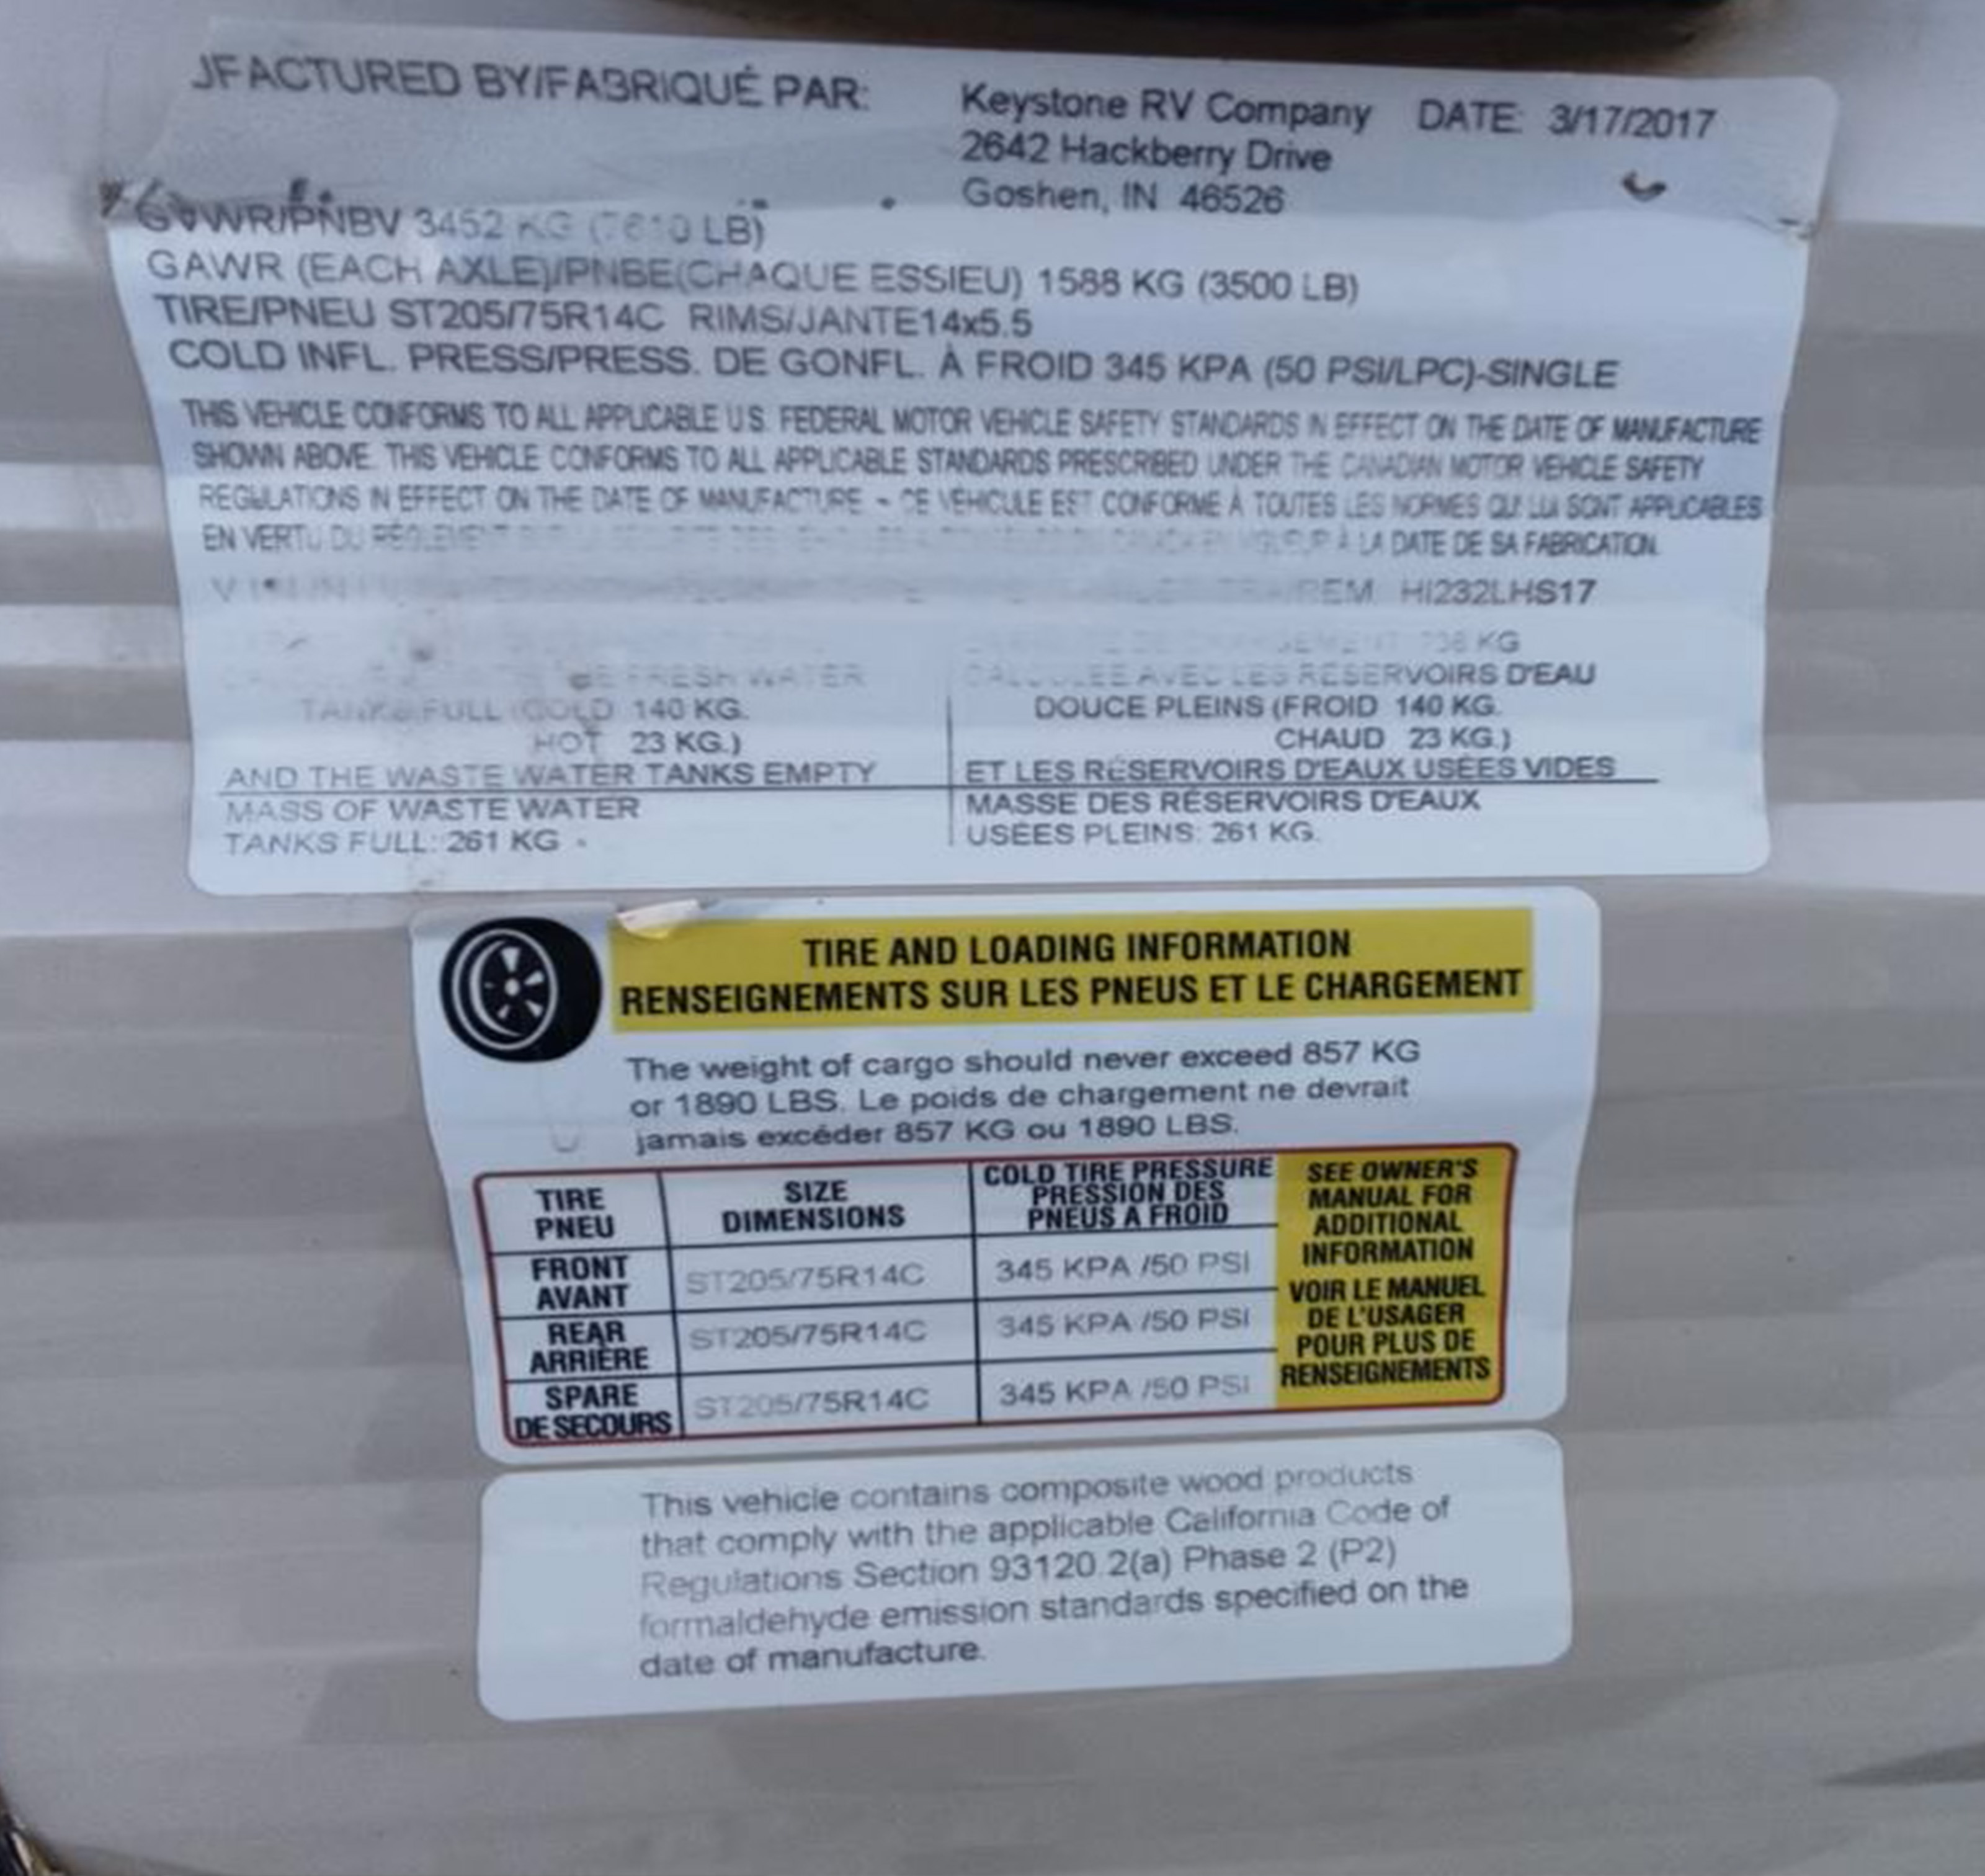 JFACTURED BY/FABRIQUÉ PAR: Keystone RV Company DATE: 3/17/2017
2642 Hackberry Drive
Goshen, IN 46526
GVWR/PNBV 3452 KG (7610 LB)
GAWR (EACH AXLE)/PNBE(CHAQUE ESSIEU) 1588 KG (3500 LB)
TIRE/PNEU ST205/75R14C RIMS/JANTE14x5.5
COLD INFL. PRESS/PRESS. DE GONFL. À FROID 345 KPA (50 PSI/LPC)-SINGLE
THIS VEHICLE CONFORMS TO ALL APPLICABLE U.S. FEDERAL MOTOR VEHICLE SAFETY STANDARDS IN EFFECT ON THE DATE OF MANUFACTURE
SHOWN ABOVE. THIS VEHICLE CONFORMS TO ALL APPLICABLE STANDARDS PRESCRIBED UNDER THE CANADIAN MOTOR VEHICLE SAFETY
REGULATIONS IN EFFECT ON THE DATE OF MANUFACTURE - CE VÉHICULE EST CONFORME À TOUTES LES NORMES QUI LUI SONT APPLICABLES
EN VERTU DU RÈGLEMENT À LA DATE DE SA FABRICATION.
HI232LHS17
KG
FRESH WATER
TANKS FULL (COLD 140 KG.
HOT 23 KG.)
AND THE WASTE WATER TANKS EMPTY
MASS OF WASTE WATER
TANKS FULL: 261 KG
CALCULÉE AVEC LES RÉSERVOIRS D'EAU
DOUCE PLEINS (FROID 140 KG.
CHAUD 23 KG.)
ET LES RÉSERVOIRS D'EAUX USÉES VIDES
MASSE DES RÉSERVOIRS D'EAUX
USÉES PLEINS: 261 KG.
TIRE AND LOADING INFORMATION
RENSEIGNEMENTS SUR LES PNEUS ET LE CHARGEMENT
The weight of cargo should never exceed 857 KG
or 1890 LBS. Le poids de chargement ne devrait
jamais excéder 857 KG ou 1890 LBS.
TIRE
PNEU
SIZE
DIMENSIONS
COLD TIRE PRESSURE
PRESSION DES
PNEUS A FROID
FRONT
AVANT
ST205/75R14C
345 KPA /50 PSI
REAR
ARRIÈRE
ST205/75R14C
345 KPA /50 PSI
SPARE
DE SECOURS
ST205/75R14C
345 KPA /50 PSI
SEE OWNER'S
MANUAL FOR
ADDITIONAL
INFORMATION
VOIR LE MANUEL
DE L'USAGER
POUR PLUS DE
RENSEIGNEMENTS
This vehicle contains composite wood products
that comply with the applicable California Code of
Regulations Section 93120.2(a) Phase 2 (P2)
formaldehyde emission standards specified on the
date of manufacture.